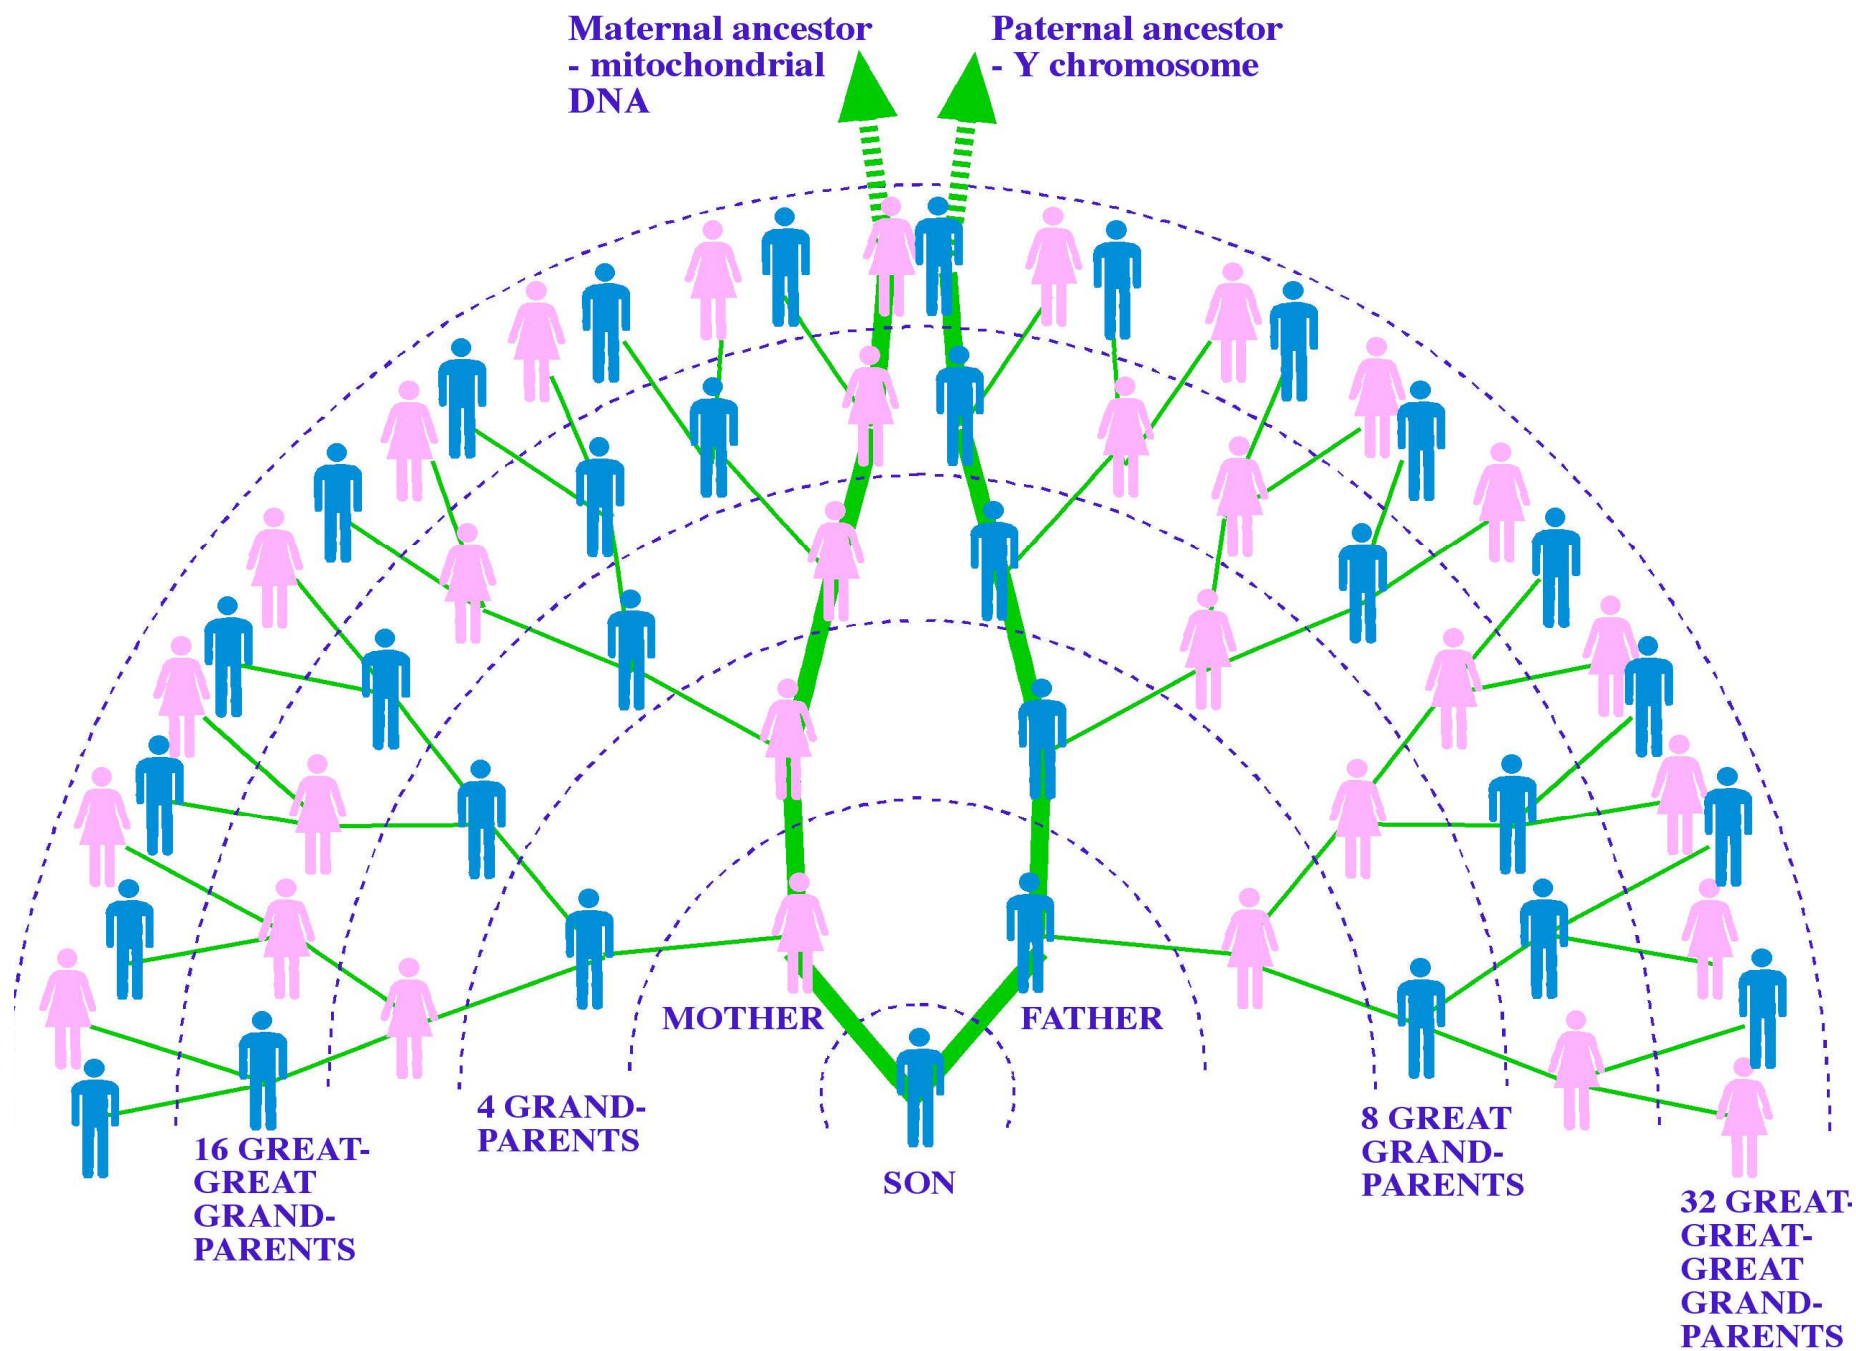 Maternal ancestor
- mitochondrial
DNA
Paternal ancestor
- Y chromosome
MOTHER
FATHER
SON
4 GRAND-
PARENTS
8 GREAT
GRAND-
PARENTS
16 GREAT-
GREAT
GRAND-
PARENTS
32 GREAT-
GREAT-
GREAT
GRAND-
PARENTS